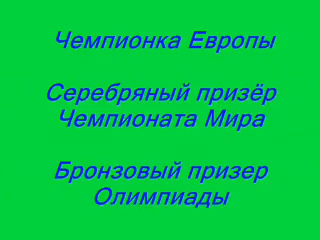 Чемпионка Европы
Серебряный призёр
Чемпионата Мира
Бронзовый призер
Олимпиады